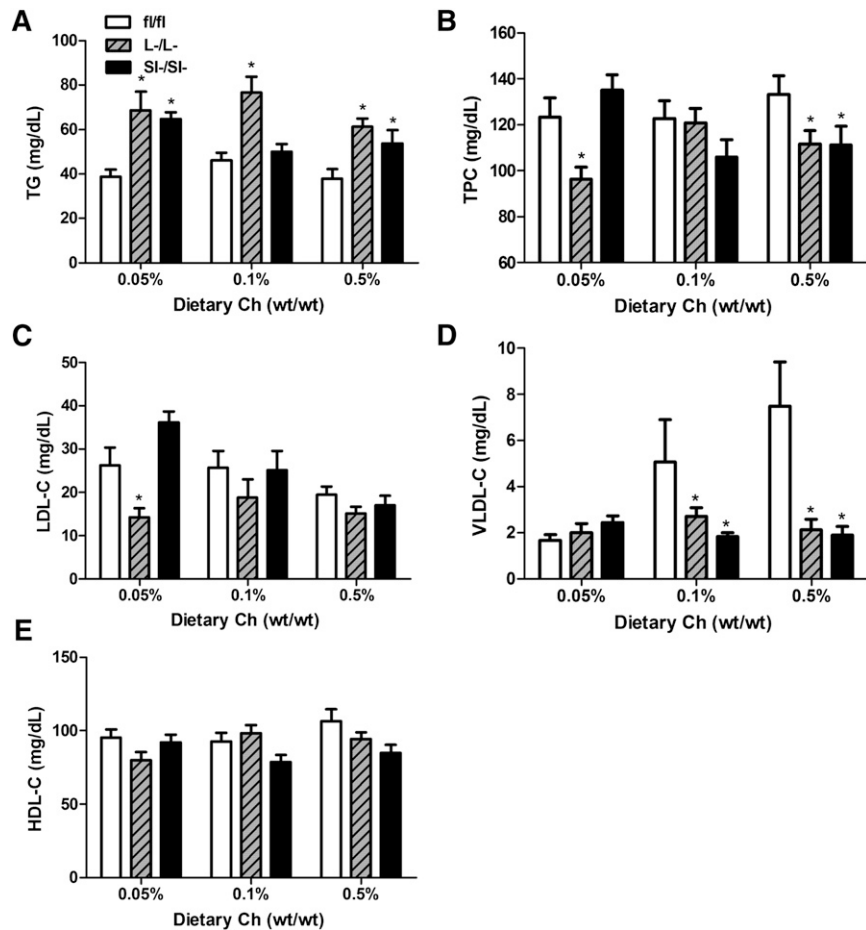 A
fl/fl
L-/L-
SI-/SI-
TG (mg/dL)
100
80
60
40
20
0
* * * * *
0.05% 0.1% 0.5%
Dietary Ch (wt/wt)
B
TPC (mg/dL)
160
140
120
100
80
60
* * *
0.05% 0.1% 0.5%
Dietary Ch (wt/wt)
C
LDL-C (mg/dL)
50
40
30
20
10
0
*
0.05% 0.1% 0.5%
Dietary Ch (wt/wt)
D
VLDL-C (mg/dL)
10
8
6
4
2
0
* * * *
0.05% 0.1% 0.5%
Dietary Ch (wt/wt)
E
HDL-C (mg/dL)
150
100
50
0
0.05% 0.1% 0.5%
Dietary Ch (wt/wt)